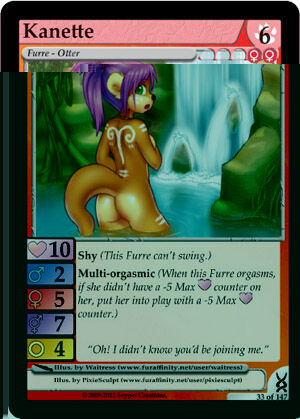 Kanette
6
Furre - Otter
10
Shy (This Furre can't swing.)
2
Multi-orgasmic (When this Furre orgasms,
if she didn't have a -5 Max counter on
5
her, put her into play with a -5 Max
counter.)
7
4
"Oh! I didn't know you'd be joining me."
Illus. by Waitress (www.furaffinity.net/user/waitress)
Illus. by PixieSculpt (www.furaffinity.net/user/pixiesculpt)
33 of 147